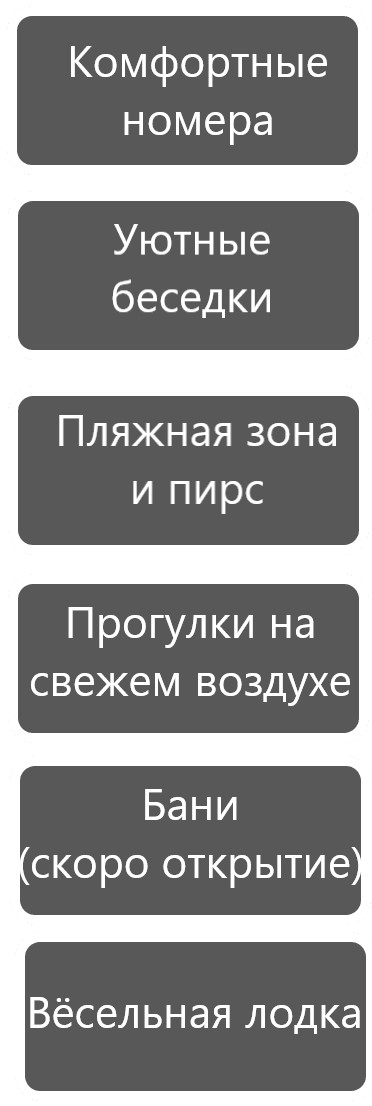 Комфортные
номера
Уютные
беседки
Пляжная зона
и пирс
Прогулки на
свежем воздухе
Бани
(скоро открытие)
Вёсельная лодка